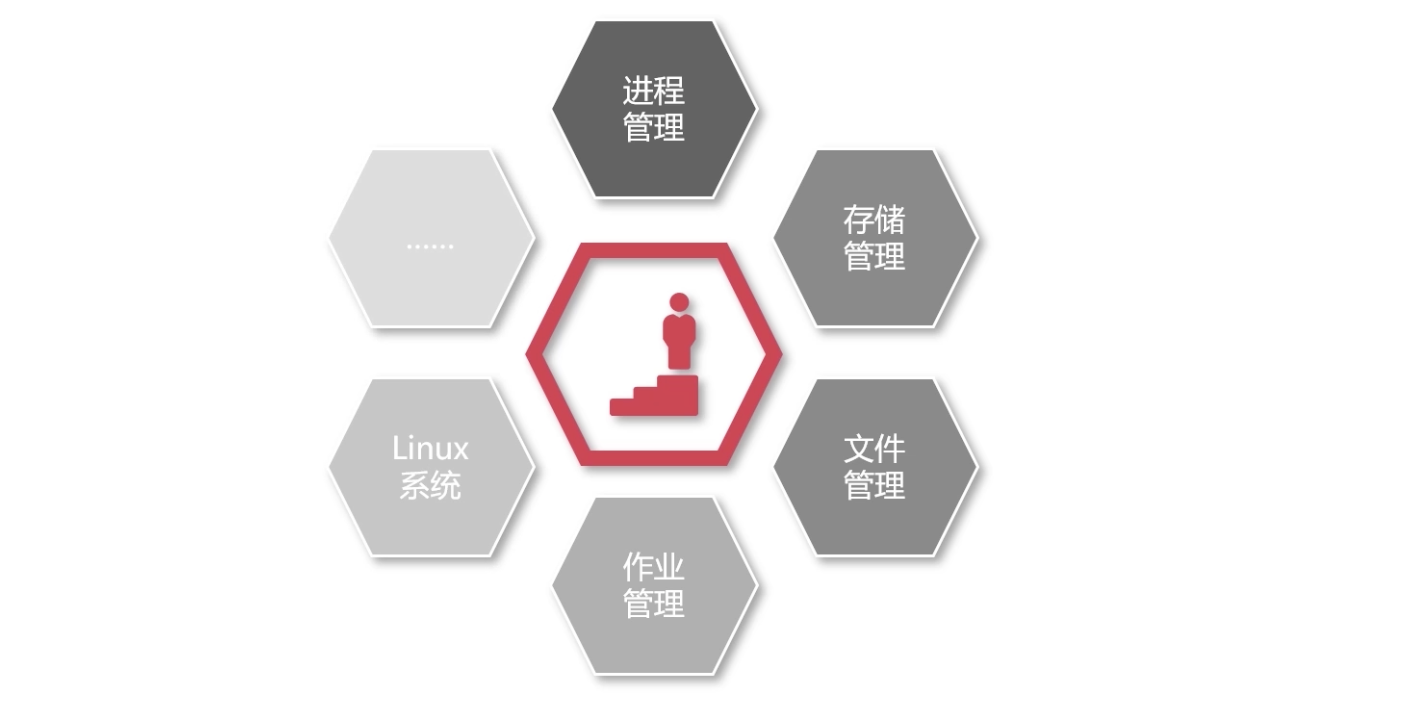 进程
管理
存储
管理
文件
管理
作业
管理
Linux
系统
......